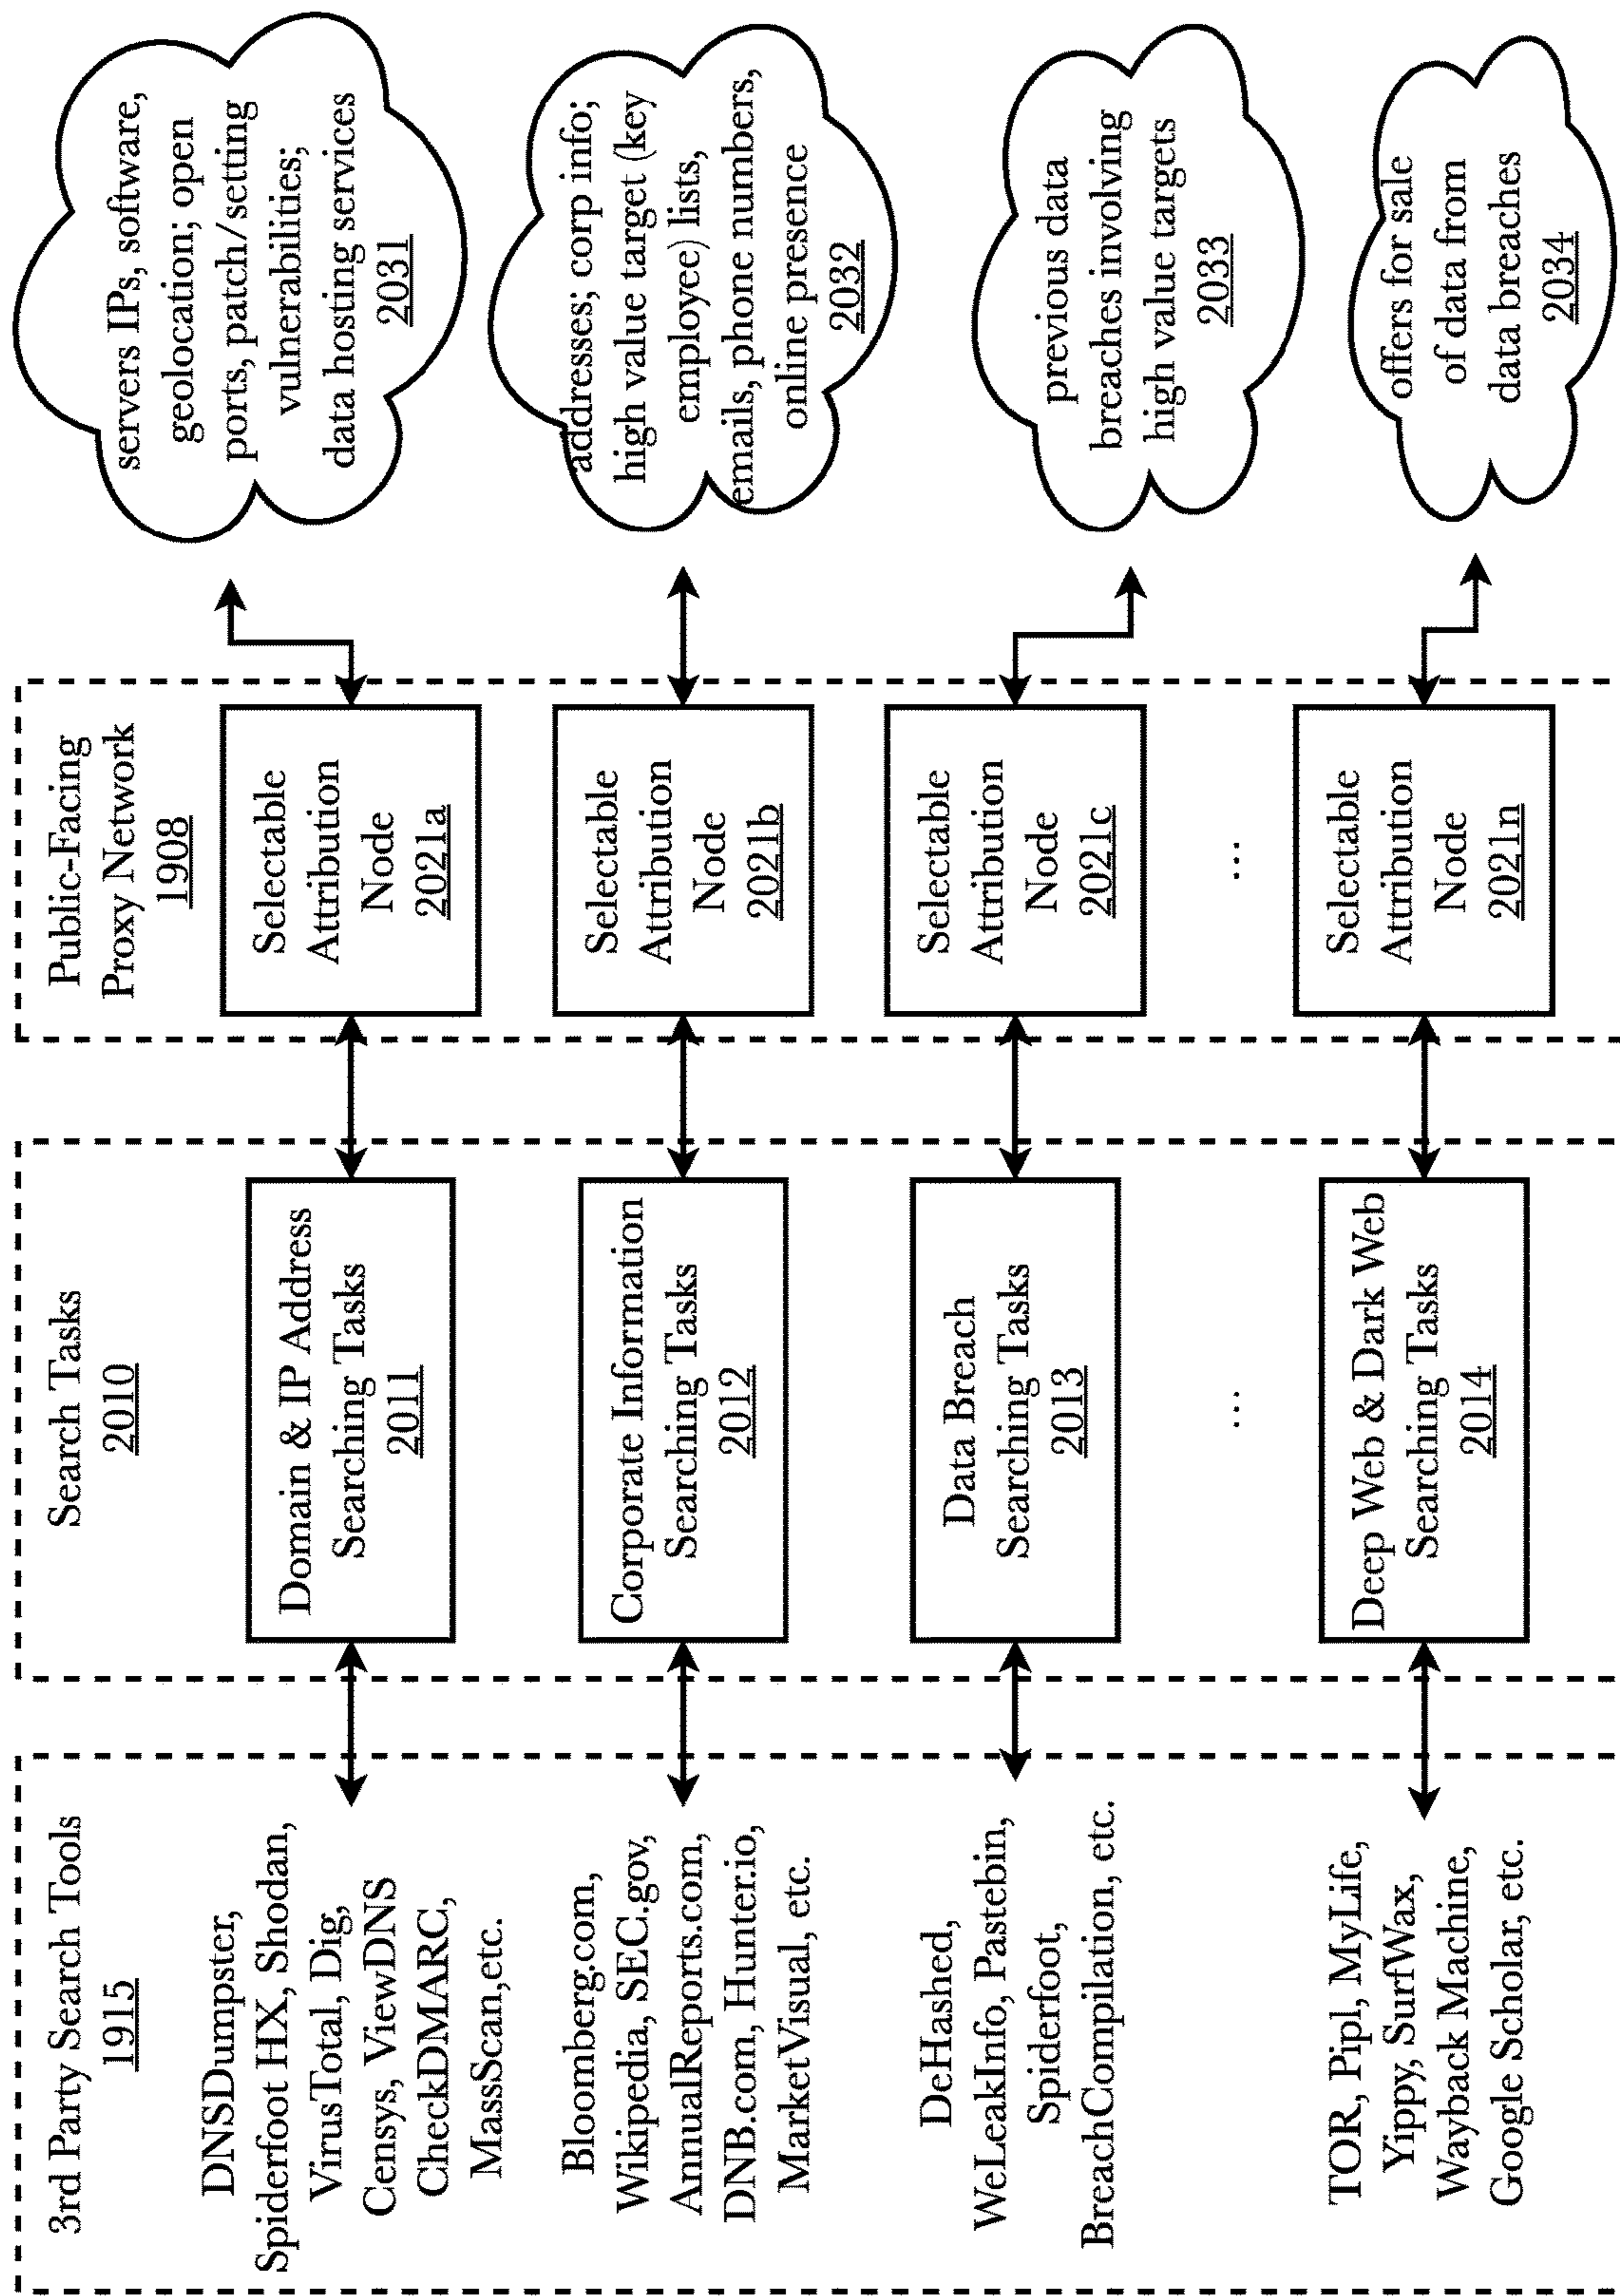 3rd Party Search Tools
1915
DNSDumpster,
Spiderfoot HX, Shodan,
VirusTotal, Dig,
Censys, ViewDNS
CheckDMARC,
MassScan,etc.
Bloomberg.com,
Wikipedia, SEC.gov,
AnnualReports.com,
DNB.com, Hunter.io,
MarketVisual, etc.
DeHashed,
WeLeakInfo, Pastebin,
Spiderfoot,
BreachCompilation, etc.
TOR, Pipl, MyLife,
Yippy, SurfWax,
Wayback Machine,
Google Scholar, etc.
Search Tasks
2010
Domain & IP Address
Searching Tasks
2011
Corporate Information
Searching Tasks
2012
Data Breach
Searching Tasks
2013
...
Deep Web & Dark Web
Searching Tasks
2014
Public-Facing
Proxy Network
1908
Selectable
Attribution
Node
2021a
Selectable
Attribution
Node
2021b
Selectable
Attribution
Node
2021c
...
Selectable
Attribution
Node
2021n
servers IPs, software,
geolocation; open
ports, patch/setting
vulnerabilities;
data hosting services
2031
addresses; corp info;
high value target (key
employee) lists,
emails, phone numbers,
online presence
2032
previous data
breaches involving
high value targets
2033
offers for sale
of data from
data breaches
2034